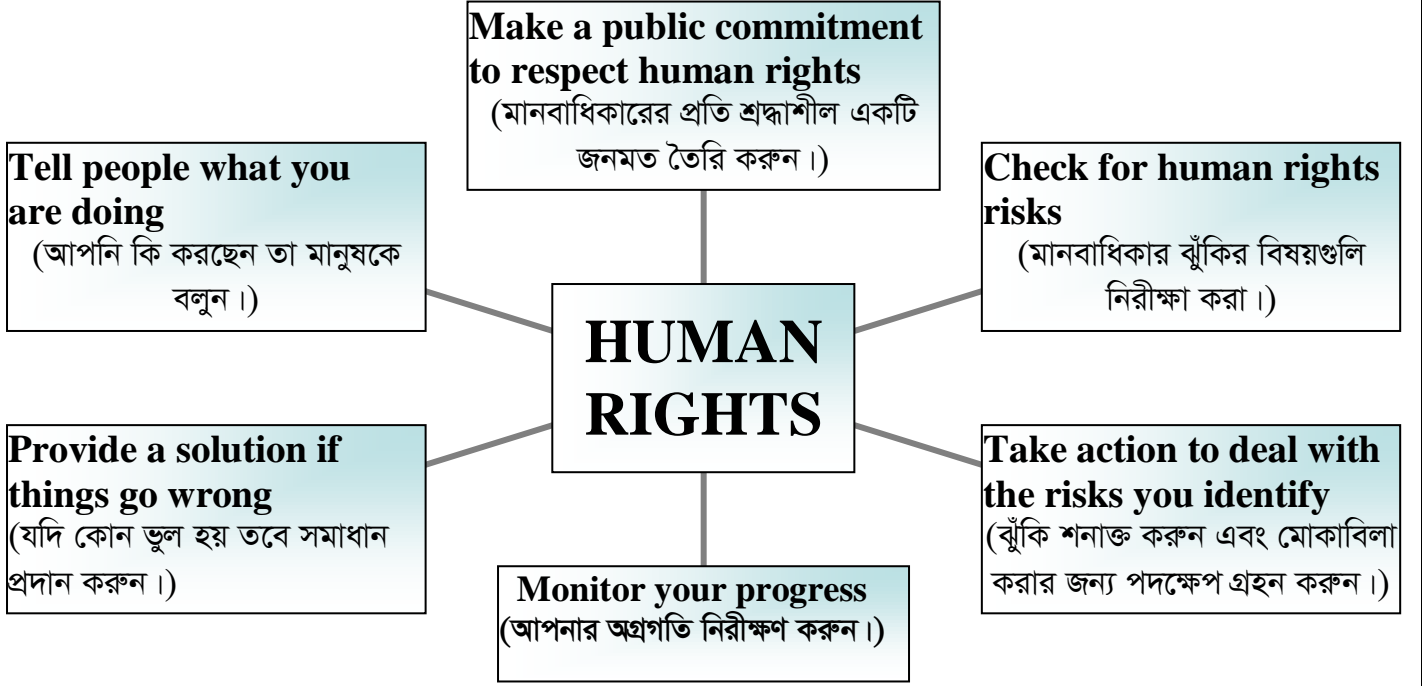 Make a public commitment
to respect human rights
(মানবাধিকারের প্রতি শ্রদ্ধাশীল একটি
জনমত তৈরি করুন।)
Tell people what you
are doing
(আপনি কি করছেন তা মানুষকে
বলুন।)
Check for human rights
risks
(মানবাধিকার ঝুঁকির বিষয়গুলি
নিরীক্ষা করা।)
HUMAN
RIGHTS
Provide a solution if
things go wrong
(যদি কোন ভুল হয় তবে সমাধান
প্রদান করুন।)
Take action to deal with
the risks you identify
(ঝুঁকি শনাক্ত করুন এবং মোকাবিলা
করার জন্য পদক্ষেপ গ্রহন করুন।)
Monitor your progress
(আপনার অগ্রগতি নিরীক্ষণ করুন।)